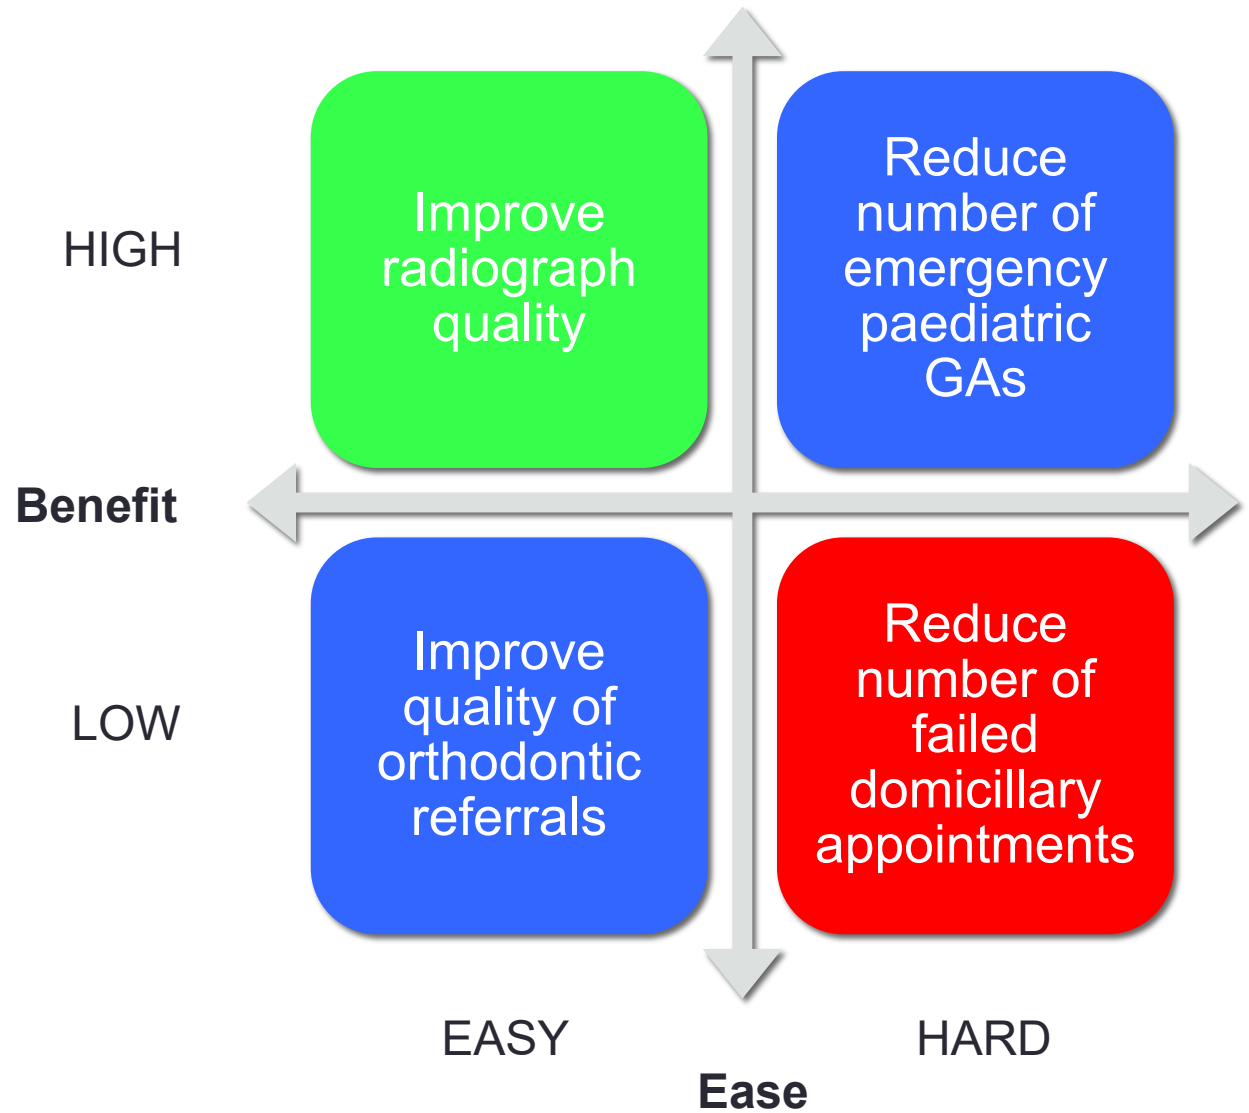 HIGH
Improve
radiograph
quality
Reduce
number of
emergency
paediatric
GAs
Benefit
LOW
Improve
quality of
orthodontic
referrals
Reduce
number of
failed
domicillary
appointments
EASY
HARD
Ease